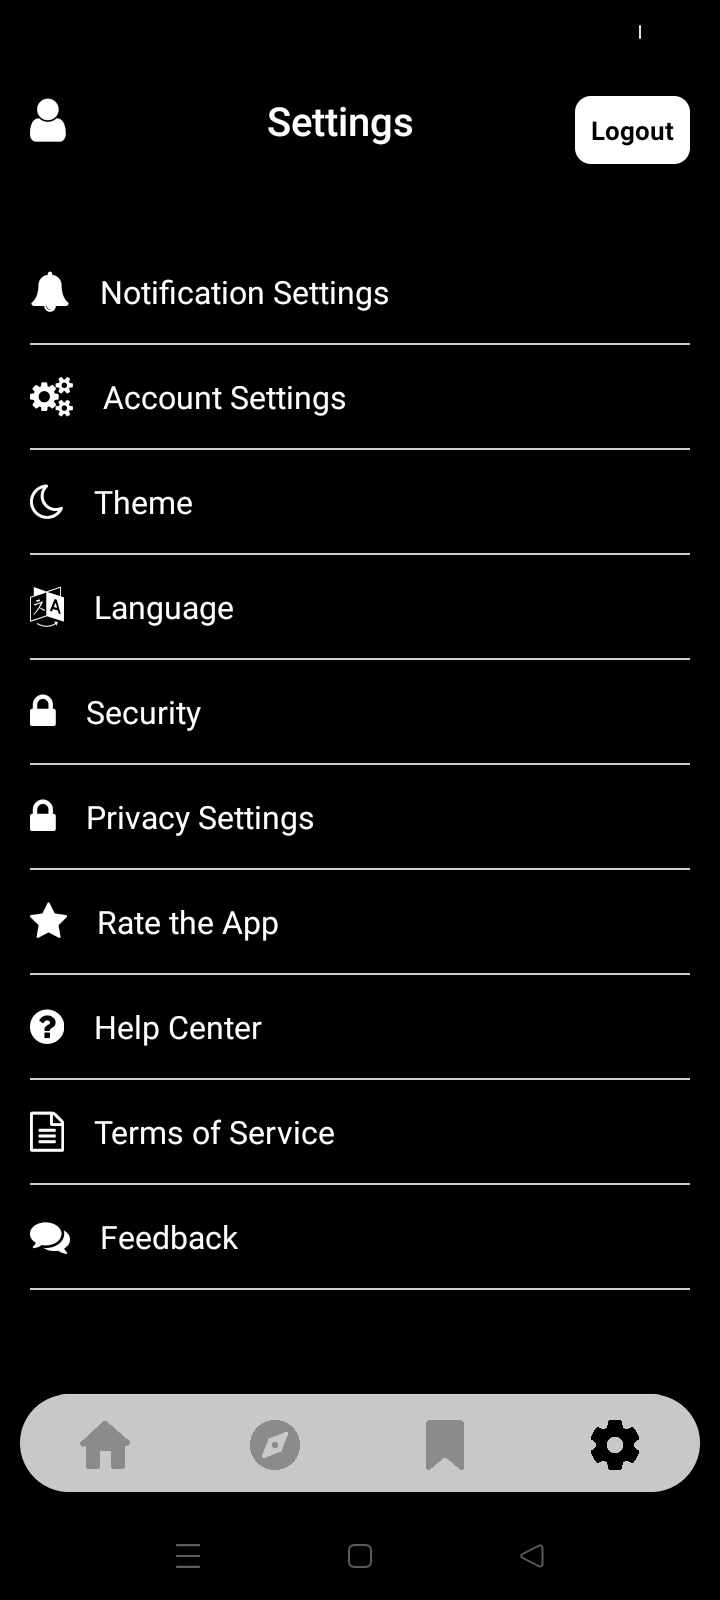 Settings
Logout
Notification Settings
Account Settings
Theme
Language
Security
Privacy Settings
Rate the App
Help Center
Terms of Service
Feedback